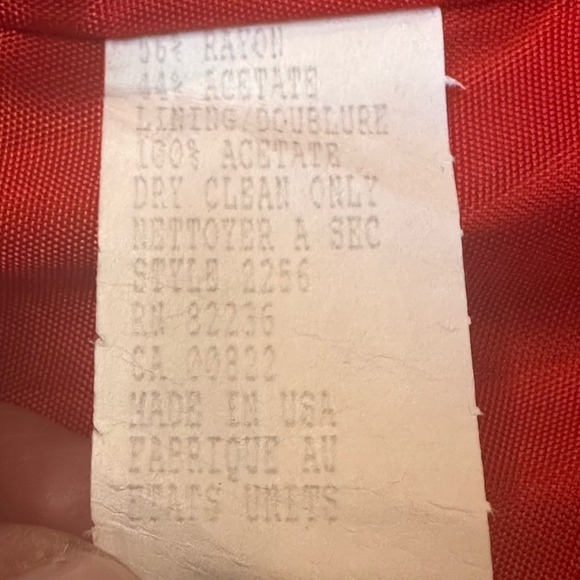 56% RAYON
44% ACETATE
LINING/DOUBLURE
100% ACETATE
DRY CLEAN ONLY
NETTOYER A SEC
STYLE 2256
RN 82236
CA 00822
MADE IN USA
FABRIQUE AU
ETATS UNITS